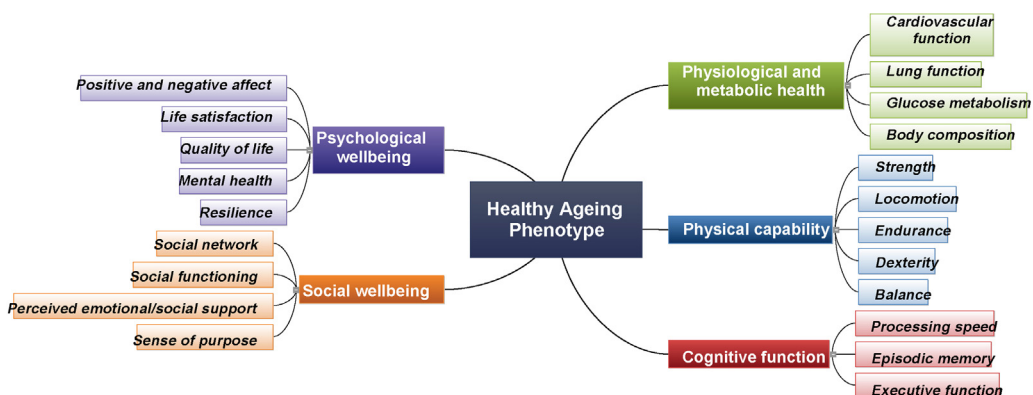 Healthy Ageing
Phenotype
Psychological
wellbeing
Positive and negative affect
Life satisfaction
Quality of life
Mental health
Resilience
Social wellbeing
Social network
Social functioning
Perceived emotional/social support
Sense of purpose
Physiological and
metabolic health
Cardiovascular
function
Lung function
Glucose metabolism
Body composition
Physical capability
Strength
Locomotion
Endurance
Dexterity
Balance
Cognitive function
Processing speed
Episodic memory
Executive function